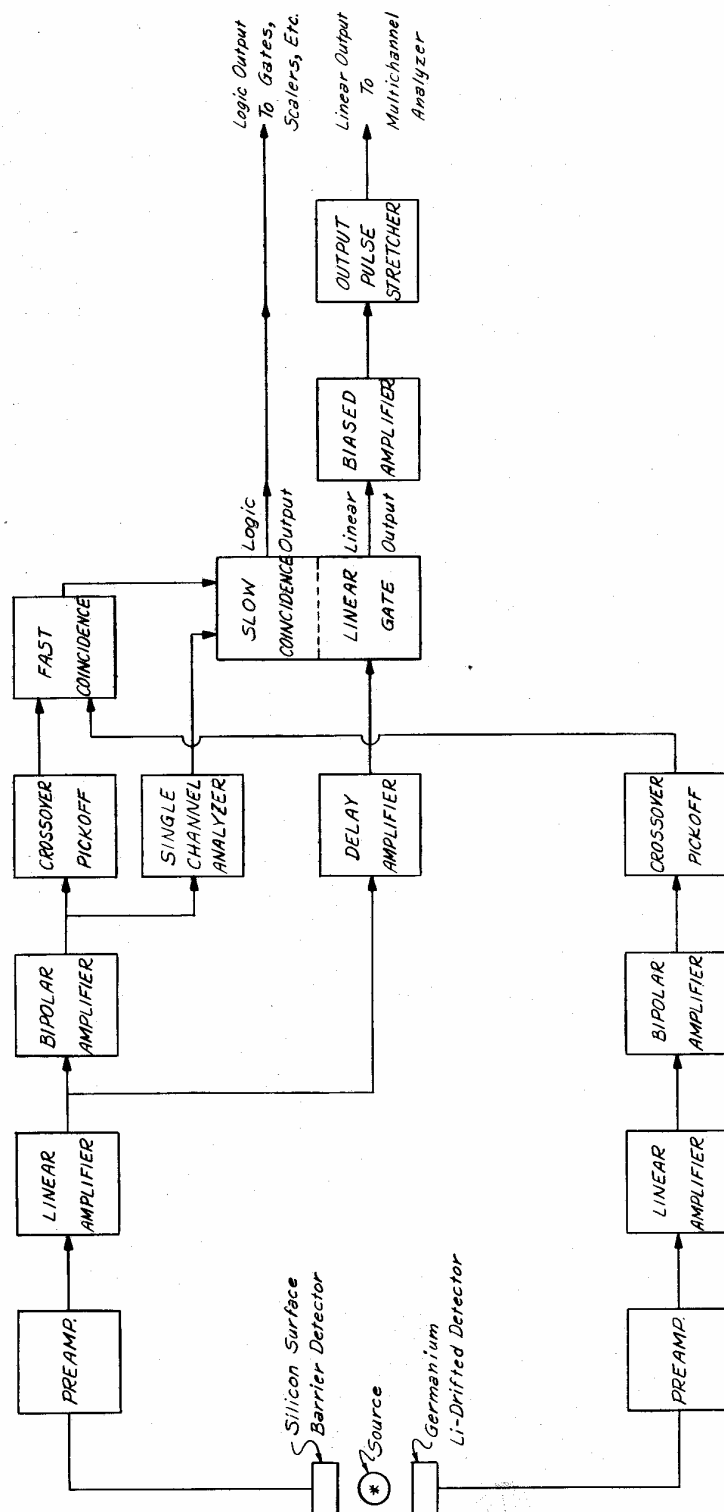 PREAMP.
LINEAR
AMPLIFIER
BIPOLAR
AMPLIFIER
CROSSOVER
PICKOFF
FAST
COINCIDENCE
SINGLE
CHANNEL
ANALYZER
SLOW
COINCIDENCE
Logic
Output
Logic Output
To Gates,
Scalers, Etc.
DELAY
AMPLIFIER
LINEAR
GATE
Linear
Output
BIASED
AMPLIFIER
OUTPUT
PULSE
STRETCHER
Linear Output
To
Multichannel
Analyzer
Silicon Surface
Barrier Detector
*
Source
Germanium
Li-Drifted Detector
PREAMP.
LINEAR
AMPLIFIER
BIPOLAR
AMPLIFIER
CROSSOVER
PICKOFF